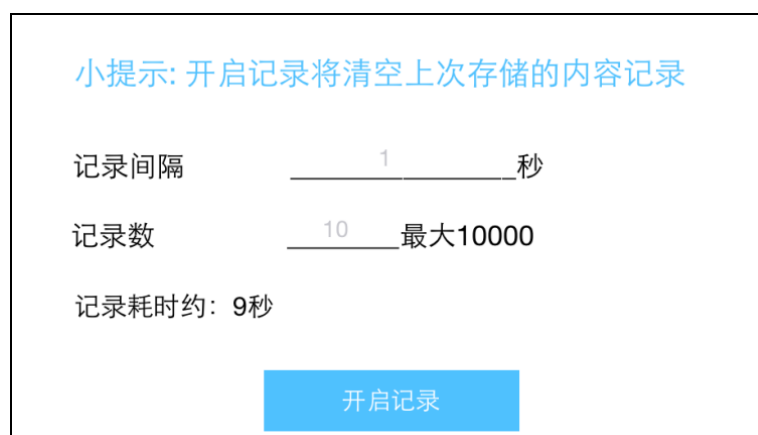 小提示: 开启记录将清空上次存储的内容记录
记录间隔 1 秒
记录数 10 最大10000
记录耗时约：9秒
开启记录